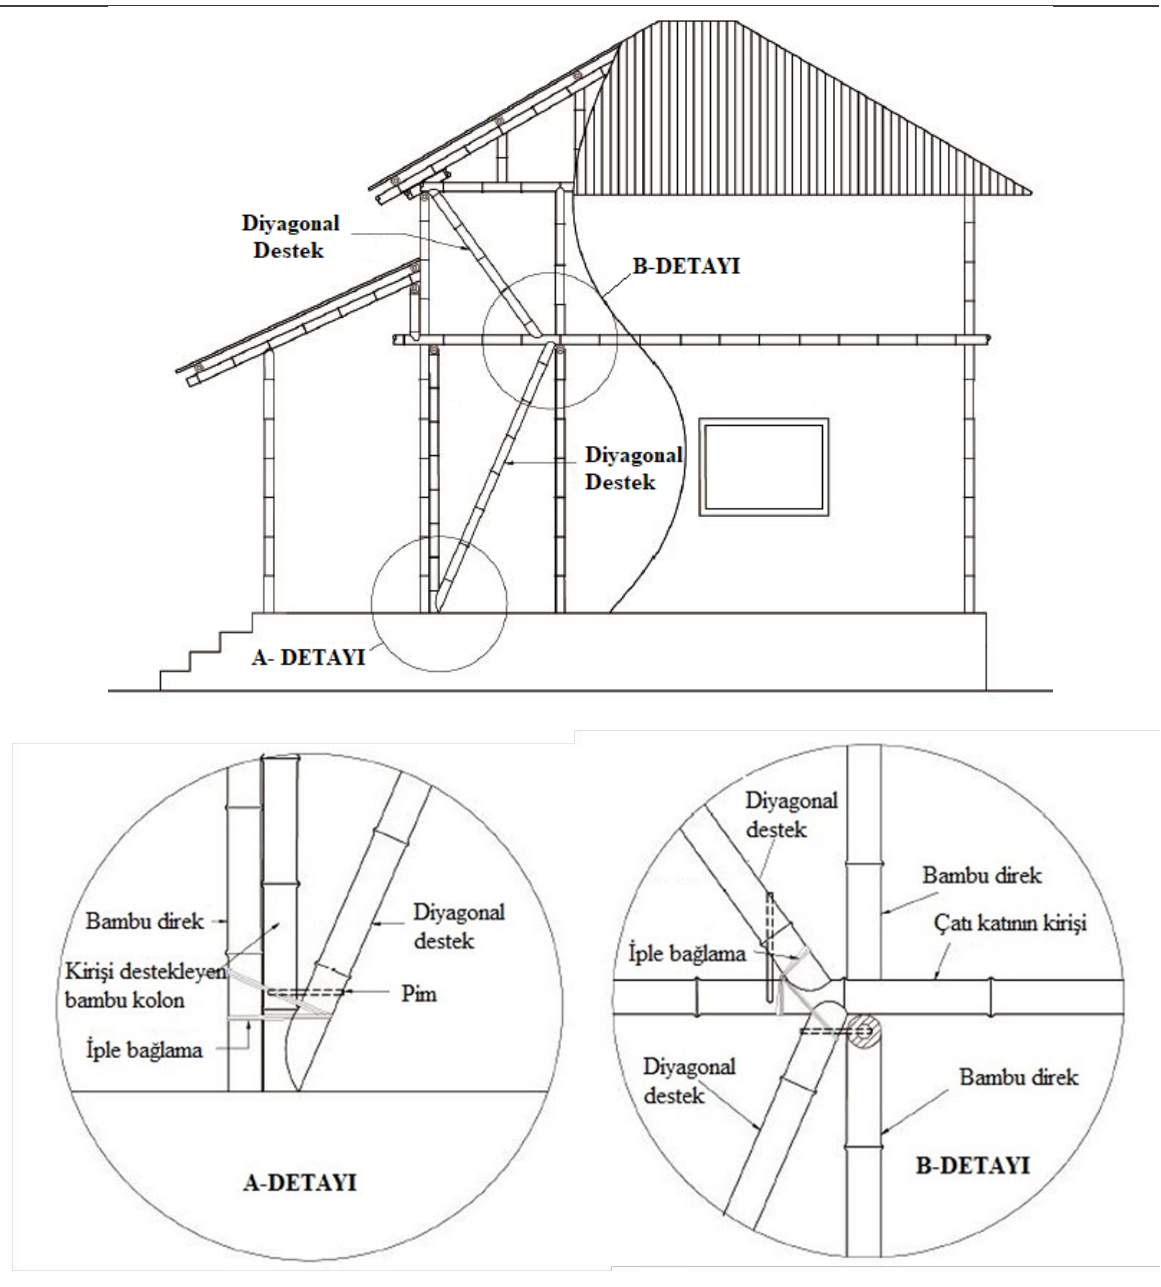 Diyagonal
Destek
B-DETAYI
Diyagonal
Destek
A- DETAYI
Bambu direk
Kirişi destekleyen
bambu kolon
İple bağlama
Diyagonal
destek
Pim
A-DETAYI
Diyagonal
destek
Bambu direk
Çatı katının kirişi
İple bağlama
Diyagonal
destek
Bambu direk
B-DETAYI